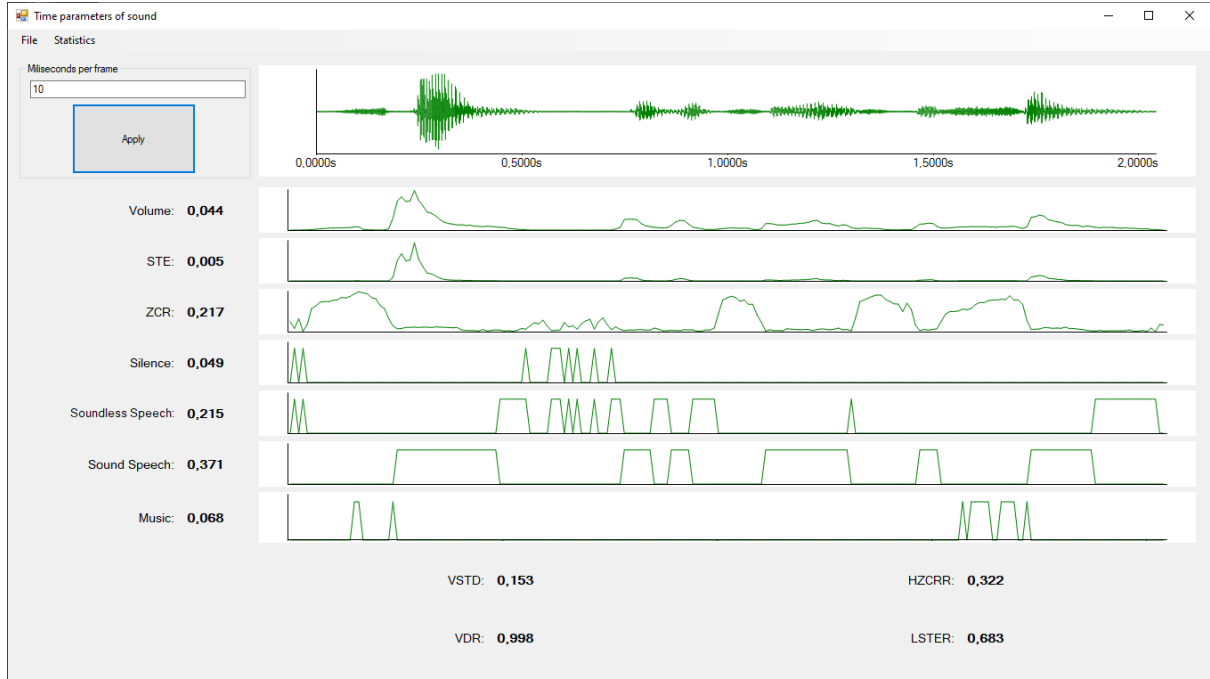 Time parameters of sound
File Statistics
Miliseconds per frame
10
Apply
0,0000s 0,5000s 1,0000s 1,5000s 2,0000s
Volume: 0,044
STE: 0,005
ZCR: 0,217
Silence: 0,049
Soundless Speech: 0,215
Sound Speech: 0,371
Music: 0,068
VSTD: 0,153 HZCRR: 0,322
VDR: 0,998 LSTER: 0,683